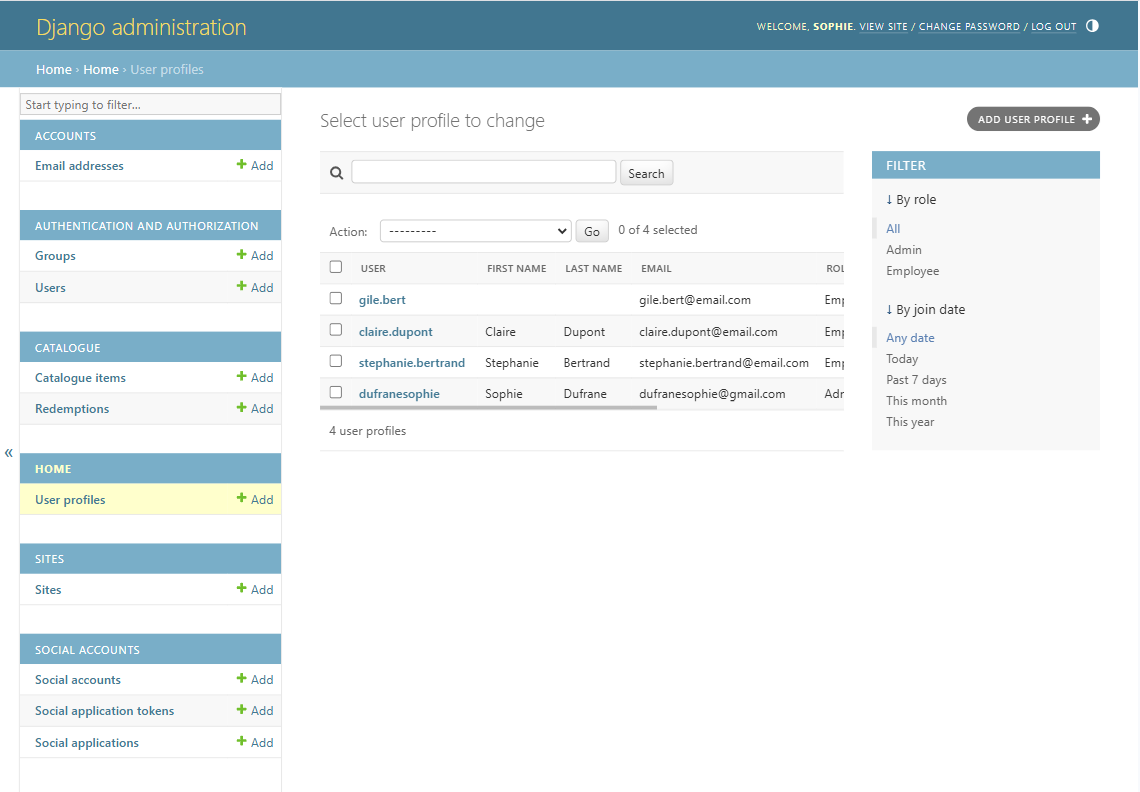 Django administration
WELCOME, SOPHIE. VIEW SITE / CHANGE PASSWORD / LOG OUT
Home › Home › User profiles
Start typing to filter...
ACCOUNTS
Email addresses + Add
AUTHENTICATION AND AUTHORIZATION
Groups + Add
Users + Add
CATALOGUE
Catalogue items + Add
Redemptions + Add
«
HOME
User profiles + Add
SITES
Sites + Add
SOCIAL ACCOUNTS
Social accounts + Add
Social application tokens + Add
Social applications + Add
Select user profile to change
ADD USER PROFILE +
Search
Action: --------- Go 0 of 4 selected
USER FIRST NAME LAST NAME EMAIL ROL
gile.bert gile.bert@email.com Emp
claire.dupont Claire Dupont claire.dupont@email.com Emp
stephanie.bertrand Stephanie Bertrand stephanie.bertrand@email.com Emp
dufranesophie Sophie Dufrane dufranesophie@gmail.com Adr
4 user profiles
FILTER
↓ By role
All
Admin
Employee
↓ By join date
Any date
Today
Past 7 days
This month
This year